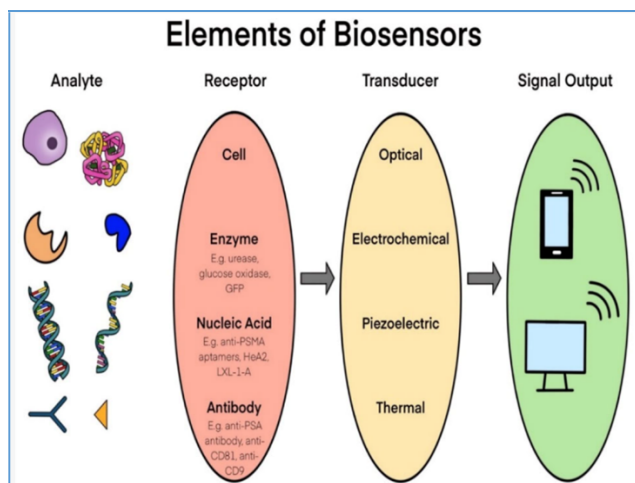 Elements of Biosensors
Analyte
Receptor
Transducer
Signal Output
Cell
Enzyme
E.g. urease,
glucose oxidase,
GFP
Nucleic Acid
E.g. anti-PSMA
aptamers, HeA2,
LXL-1-A
Antibody
E.g. anti-PSA
antibody, anti-
CD81, anti-
CD9
Optical
Electrochemical
Piezoelectric
Thermal